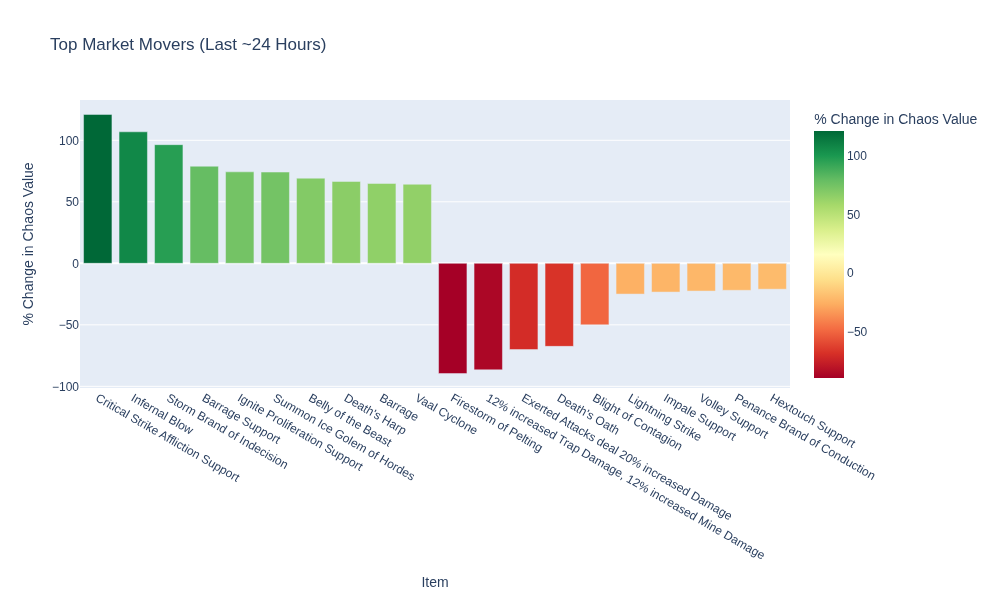 Top Market Movers (Last ~24 Hours)
% Change in Chaos Value
100
50
0
−50
−100
% Change in Chaos Value
100
50
0
−50
Critical Strike Affliction Support
Infernal Blow
Storm Brand of Indecision
Barrage Support
Ignite Proliferation Support
Summon Ice Golem of Hordes
Belly of the Beast
Death's Harp
Barrage
Vaal Cyclone
Firestorm of Pelting
12% increased Trap Damage, 12% increased Mine Damage
Exerted Attacks deal 20% increased Damage
Death's Oath
Blight of Contagion
Lightning Strike
Impale Support
Volley Support
Penance Brand of Conduction
Hextouch Support
Item